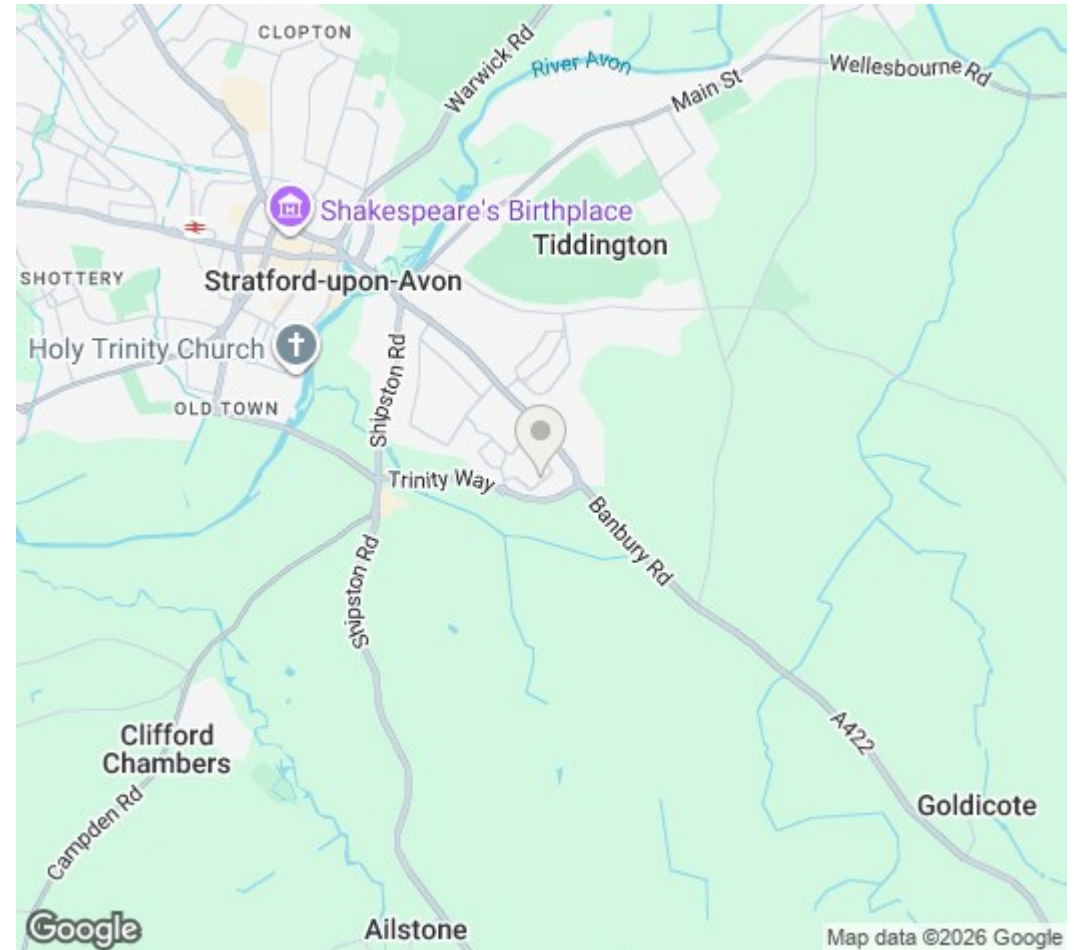 CLOPTON
Warwick Rd
River Avon
Main St
Wellesbourne Rd
Shakespeare's Birthplace
Tiddington
SHOTTERY
Stratford-upon-Avon
Holy Trinity Church
OLD TOWN
Shipston Rd
Trinity Way
Banbury Rd
Shipston Rd
Clifford
Chambers
A422
Goldicote
Campden Rd
Ailstone
Google
Map data ©2026 Google